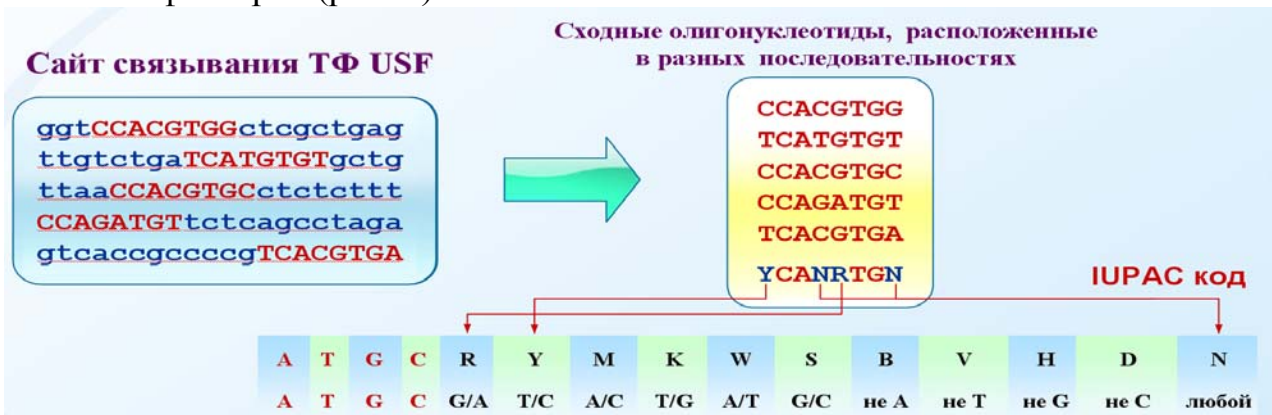 Сходные олигонуклеотиды, расположенные
в разных последовательностях
Сайт связывания ТФ USF
ggtCCACGTGGctcgctgag
ttgtctgaTCATGTGTgctg
ttaaCCACGTGCctctcttt
CCAGATGTtctcagcctaga
gtcaccgccccgTCACGTGA
CCACGTGG
TCATGTGT
CCACGTGC
CCAGATGT
TCACGTGA
YCANRTGN
IUPAC код
A T G C R Y M K W S B V H D N
A T G C G/A T/C A/C T/G A/T G/C не A не T не G не C любой